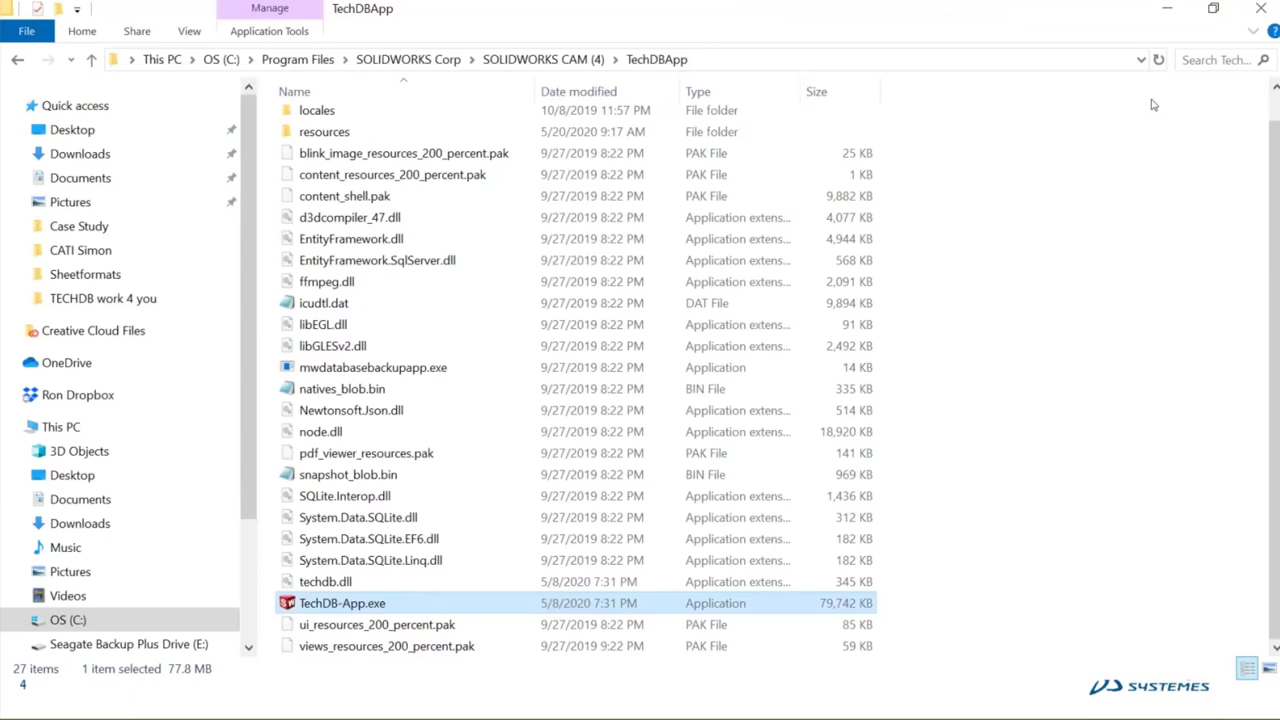 Manage TechDBApp
File Home Share View Application Tools
This PC OS (C:) Program Files SOLIDWORKS Corp SOLIDWORKS CAM (4) TechDBApp Search Tech...
Name Date modified Type Size
Quick access
Desktop
Downloads
Documents
Pictures
Case Study
CATI Simon
Sheetformats
TECHDB work 4 you
Creative Cloud Files
OneDrive
Ron Dropbox
This PC
3D Objects
Desktop
Documents
Downloads
Music
Pictures
Videos
OS (C:)
Seagate Backup Plus Drive (E:)
locales 10/8/2019 11:57 PM File folder
resources 5/20/2020 9:17 AM File folder
blink_image_resources_200_percent.pak 9/27/2019 8:22 PM PAK File 25 KB
content_resources_200_percent.pak 9/27/2019 8:22 PM PAK File 1 KB
content_shell.pak 9/27/2019 8:22 PM PAK File 9,882 KB
d3dcompiler_47.dll 9/27/2019 8:22 PM Application extens... 4,077 KB
EntityFramework.dll 9/27/2019 8:22 PM Application extens... 4,944 KB
EntityFramework.SqlServer.dll 9/27/2019 8:22 PM Application extens... 568 KB
ffmpeg.dll 9/27/2019 8:22 PM Application extens... 2,091 KB
icudtl.dat 9/27/2019 8:22 PM DAT File 9,894 KB
libEGL.dll 9/27/2019 8:22 PM Application extens... 91 KB
libGLESv2.dll 9/27/2019 8:22 PM Application extens... 2,492 KB
mwdatabasebackupapp.exe 9/27/2019 8:22 PM Application 14 KB
natives_blob.bin 9/27/2019 8:22 PM BIN File 335 KB
Newtonsoft.Json.dll 9/27/2019 8:22 PM Application extens... 514 KB
node.dll 9/27/2019 8:22 PM Application extens... 18,920 KB
pdf_viewer_resources.pak 9/27/2019 8:22 PM PAK File 141 KB
snapshot_blob.bin 9/27/2019 8:22 PM BIN File 969 KB
SQLite.Interop.dll 9/27/2019 8:22 PM Application extens... 1,436 KB
System.Data.SQLite.dll 9/27/2019 8:22 PM Application extens... 312 KB
System.Data.SQLite.EF6.dll 9/27/2019 8:22 PM Application extens... 182 KB
System.Data.SQLite.Linq.dll 9/27/2019 8:22 PM Application extens... 182 KB
techdb.dll 5/8/2020 7:31 PM Application extens... 345 KB
TechDB-App.exe 5/8/2020 7:31 PM Application 79,742 KB
ui_resources_200_percent.pak 9/27/2019 8:22 PM PAK File 85 KB
views_resources_200_percent.pak 9/27/2019 9:22 PM PAK File 59 KB
27 items 1 item selected 77.8 MB
4
SYSTEMES